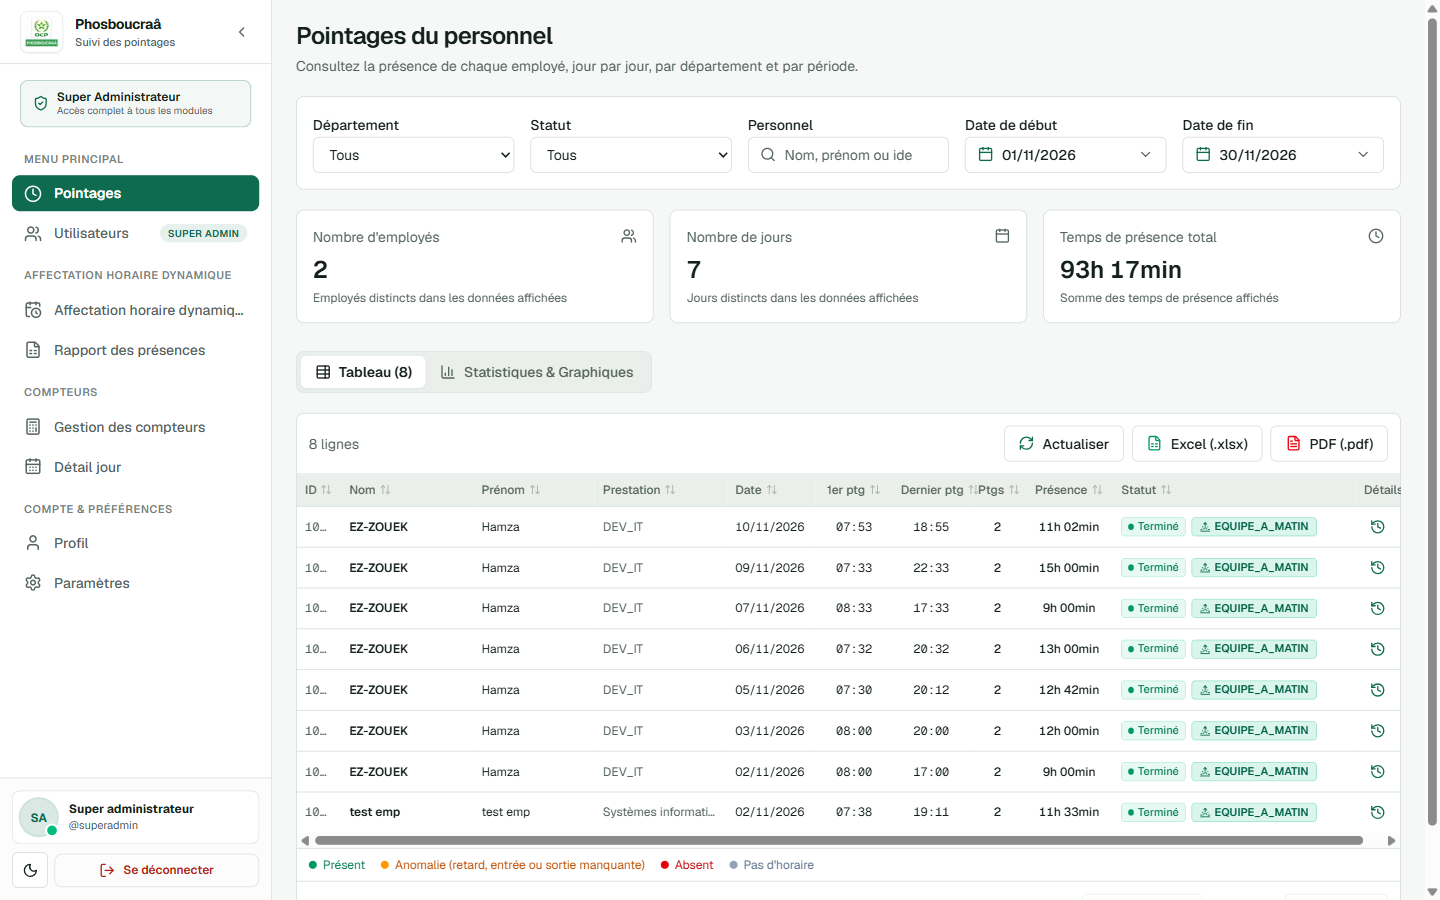 Phosboucraâ
Suivi des pointages
OCP
PHOSBOUCRAA
Super Administrateur
Accès complet à tous les modules
MENU PRINCIPAL
Pointages
Utilisateurs SUPER ADMIN
AFFECTATION HORAIRE DYNAMIQUE
Affectation horaire dynamiq...
Rapport des présences
COMPTEURS
Gestion des compteurs
Détail jour
COMPTE & PRÉFÉRENCES
Profil
Paramètres
SA
Super administrateur
@superadmin
Se déconnecter
Pointages du personnel
Consultez la présence de chaque employé, jour par jour, par département et par période.
Département Statut Personnel Date de début Date de fin
Tous Tous Nom, prénom ou ide 01/11/2026 30/11/2026
Nombre d'employés Nombre de jours Temps de présence total
2 7 93h 17min
Employés distincts dans les données affichées Jours distincts dans les données affichées Somme des temps de présence affichés
Tableau (8) Statistiques & Graphiques
8 lignes Actualiser Excel (.xlsx) PDF (.pdf)
ID Nom Prénom Prestation Date 1er ptg Dernier ptg Ptgs Présence Statut Détails
10... EZ-ZOUEK Hamza DEV_IT 10/11/2026 07:53 18:55 2 11h 02min Terminé EQUIPE_A_MATIN
10... EZ-ZOUEK Hamza DEV_IT 09/11/2026 07:33 22:33 2 15h 00min Terminé EQUIPE_A_MATIN
10... EZ-ZOUEK Hamza DEV_IT 07/11/2026 08:33 17:33 2 9h 00min Terminé EQUIPE_A_MATIN
10... EZ-ZOUEK Hamza DEV_IT 06/11/2026 07:32 20:32 2 13h 00min Terminé EQUIPE_A_MATIN
10... EZ-ZOUEK Hamza DEV_IT 05/11/2026 07:30 20:12 2 12h 42min Terminé EQUIPE_A_MATIN
10... EZ-ZOUEK Hamza DEV_IT 03/11/2026 08:00 20:00 2 12h 00min Terminé EQUIPE_A_MATIN
10... EZ-ZOUEK Hamza DEV_IT 02/11/2026 08:00 17:00 2 9h 00min Terminé EQUIPE_A_MATIN
10... test emp test emp Systèmes informati... 02/11/2026 07:38 19:11 2 11h 33min Terminé EQUIPE_A_MATIN
Présent Anomalie (retard, entrée ou sortie manquante) Absent Pas d'horaire